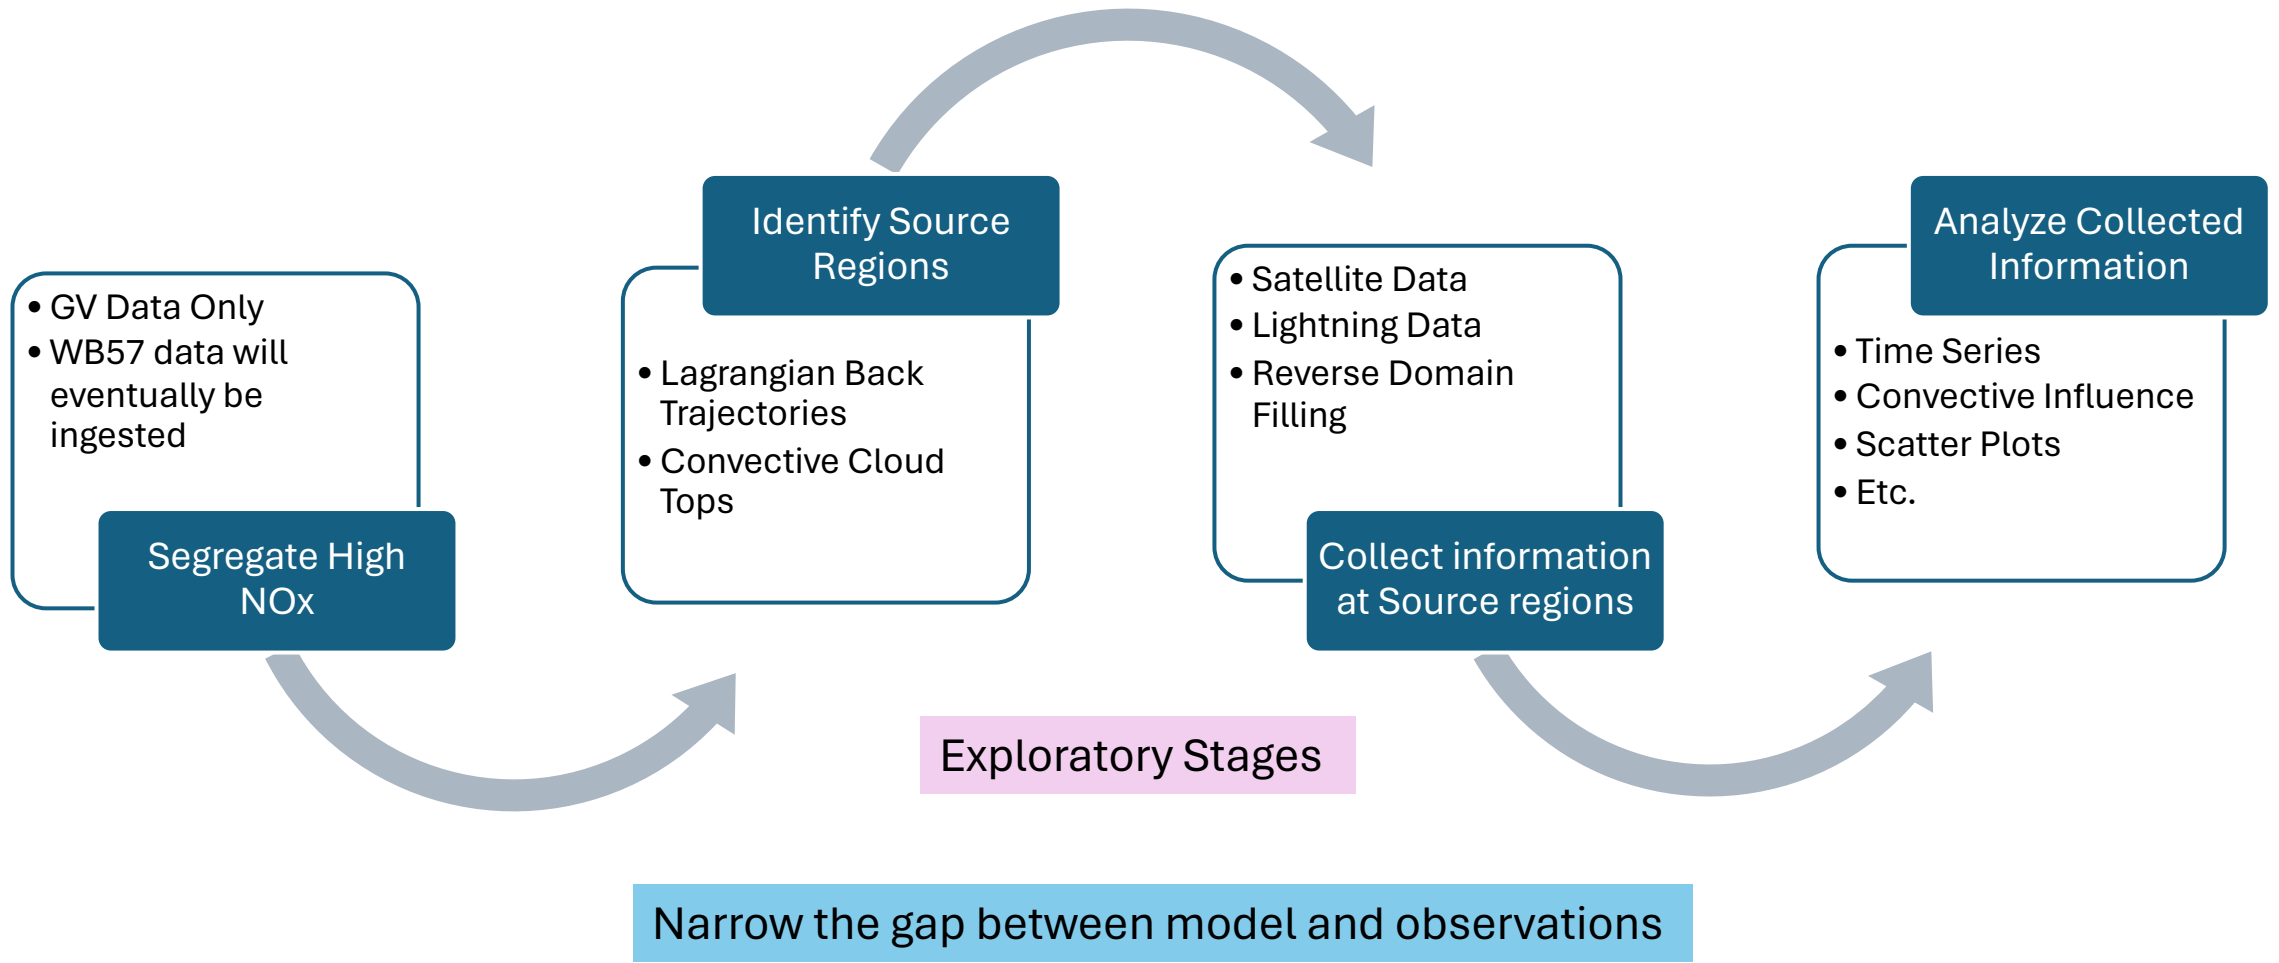 • GV Data Only
• WB57 data will
eventually be
ingested
Segregate High
NOx
Identify Source
Regions
• Lagrangian Back
Trajectories
• Convective Cloud
Tops
• Satellite Data
• Lightning Data
• Reverse Domain
Filling
Collect information
at Source regions
Analyze Collected
Information
• Time Series
• Convective Influence
• Scatter Plots
• Etc.
Exploratory Stages
Narrow the gap between model and observations